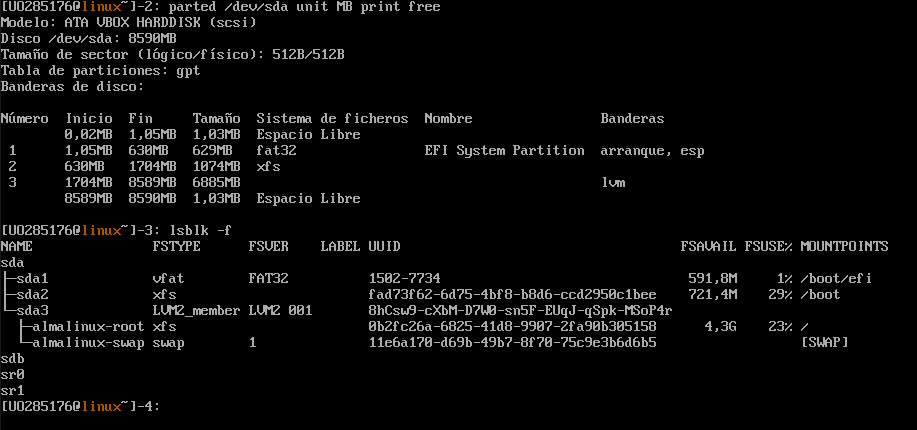 [UO285176@linux~]-2: parted /dev/sda unit MB print free
Modelo: ATA VBOX HARDDISK (scsi)
Disco /dev/sda: 8590MB
Tamaño de sector (lógico/físico): 512B/512B
Tabla de particiones: gpt
Banderas de disco:
Número  Inicio  Fin     Tamaño  Sistema de ficheros  Nombre                Banderas
        0,02MB  1,05MB  1,03MB  Espacio Libre
 1      1,05MB  630MB   629MB   fat32                EFI System Partition  arranque, esp
 2      630MB   1704MB  1074MB  xfs
 3      1704MB  8589MB  6885MB                                             lvm
        8589MB  8590MB  1,03MB  Espacio Libre
[UO285176@linux~]-3: lsblk -f
NAME               FSTYPE      FSVER    LABEL UUID                                   FSAVAIL FSUSE% MOUNTPOINTS
sda
├─sda1             vfat        FAT32          1502-7734                               591,8M     1% /boot/efi
├─sda2             xfs                        fad73f62-6d75-4bf8-b8d6-ccd2950c1bee    721,4M    29% /boot
└─sda3             LVM2_member LVM2 001       8hCsw9-cXbM-D7W0-sn5F-EUqJ-qSpk-MSoP4r
  ├─almalinux-root xfs                        0b2fc26a-6825-41d8-9907-2fa90b305158      4,3G    23% /
  └─almalinux-swap swap        1              11e6a170-d69b-49b7-8f70-75c9e3b6d6b5                  [SWAP]
sdb
sr0
sr1
[UO285176@linux~]-4: